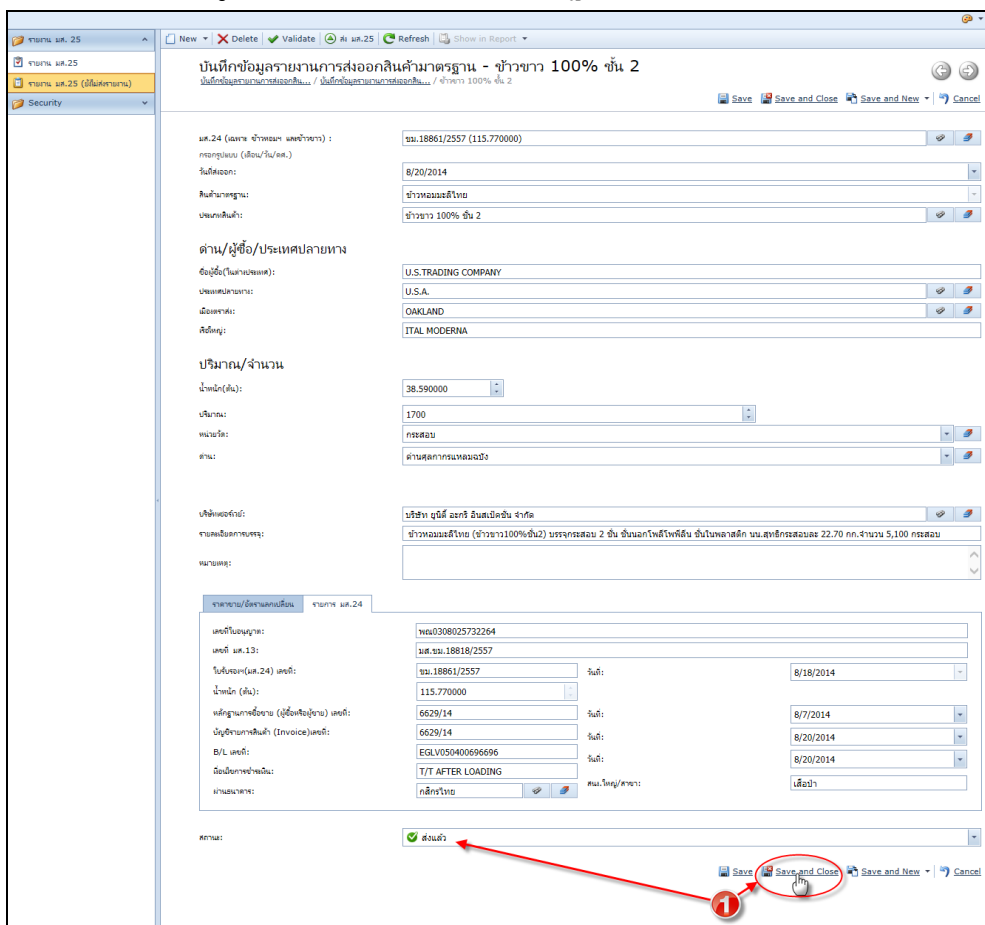 New Delete Validate ส่ง มส.25 Refresh Show in Report
รายงาน มส. 25
รายงาน มส.25
รายงาน มส.25 (ยังไม่ส่งรายงาน)
Security
บันทึกข้อมูลรายงานการส่งออกสินค้ามาตรฐาน - ข้าวขาว 100% ชั้น 2
บันทึกข้อมูลรายงานการส่งออกสิน... / บันทึกข้อมูลรายงานการส่งออกสิน... / ข้าวขาว 100% ชั้น 2
Save Save and Close Save and New Cancel
มส.24 (เฉพาะ ข้าวหอมฯ และข้าวขาว) : ขม.18861/2557 (115.770000)
กรอกรูปแบบ (เดือน/วัน/คศ.)
วันที่ส่งออก: 8/20/2014
สินค้ามาตรฐาน: ข้าวหอมมะลิไทย
ประเภทสินค้า: ข้าวขาว 100% ชั้น 2
ด่าน/ผู้ซื้อ/ประเทศปลายทาง
ชื่อผู้ซื้อ(ในต่างประเทศ): U.S.TRADING COMPANY
ประเทศปลายทาง: U.S.A.
เมืองตราส่ง: OAKLAND
เรือใหญ่: ITAL MODERNA
ปริมาณ/จำนวน
น้ำหนัก(ตัน): 38.590000
ปริมาณ: 1700
หน่วยวัด: กระสอบ
ด่าน: ด่านศุลกากรแหลมฉบัง
บริษัทเซอร์เวย์: บริษัท ยูนิตี้ อะกริ อินสเปคชั่น จำกัด
รายละเอียดการบรรจุ: ข้าวหอมมะลิไทย (ข้าวขาว100%ชั้น2) บรรจุกระสอบ 2 ชั้น ชั้นนอกโพลีโพพีลีน ชั้นในพลาสติก นน.สุทธิกระสอบละ 22.70 กก.จำนวน 5,100 กระสอบ
หมายเหตุ:
ราคาขาย/อัตราแลกเปลี่ยน รายการ มส.24
เลขที่ใบอนุญาต: พณ0308025732264
เลขที่ มส.13: มส.ขม.18818/2557
ใบรับรองฯ(มส.24) เลขที่: ขม.18861/2557 วันที่: 8/18/2014
น้ำหนัก (ตัน): 115.770000
หลักฐานการซื้อขาย (ผู้ซื้อหรือผู้ขาย) เลขที่: 6629/14 วันที่: 8/7/2014
บัญชีรายการสินค้า (Invoice)เลขที่: 6629/14 วันที่: 8/20/2014
B/L เลขที่: EGLV050400696696 วันที่: 8/20/2014
เงื่อนไขการชำระเงิน: T/T AFTER LOADING
ผ่านธนาคาร: กสิกรไทย สนง.ใหญ่/สาขา: เสือป่า
สถานะ: ส่งแล้ว
Save Save and Close Save and New Cancel
1